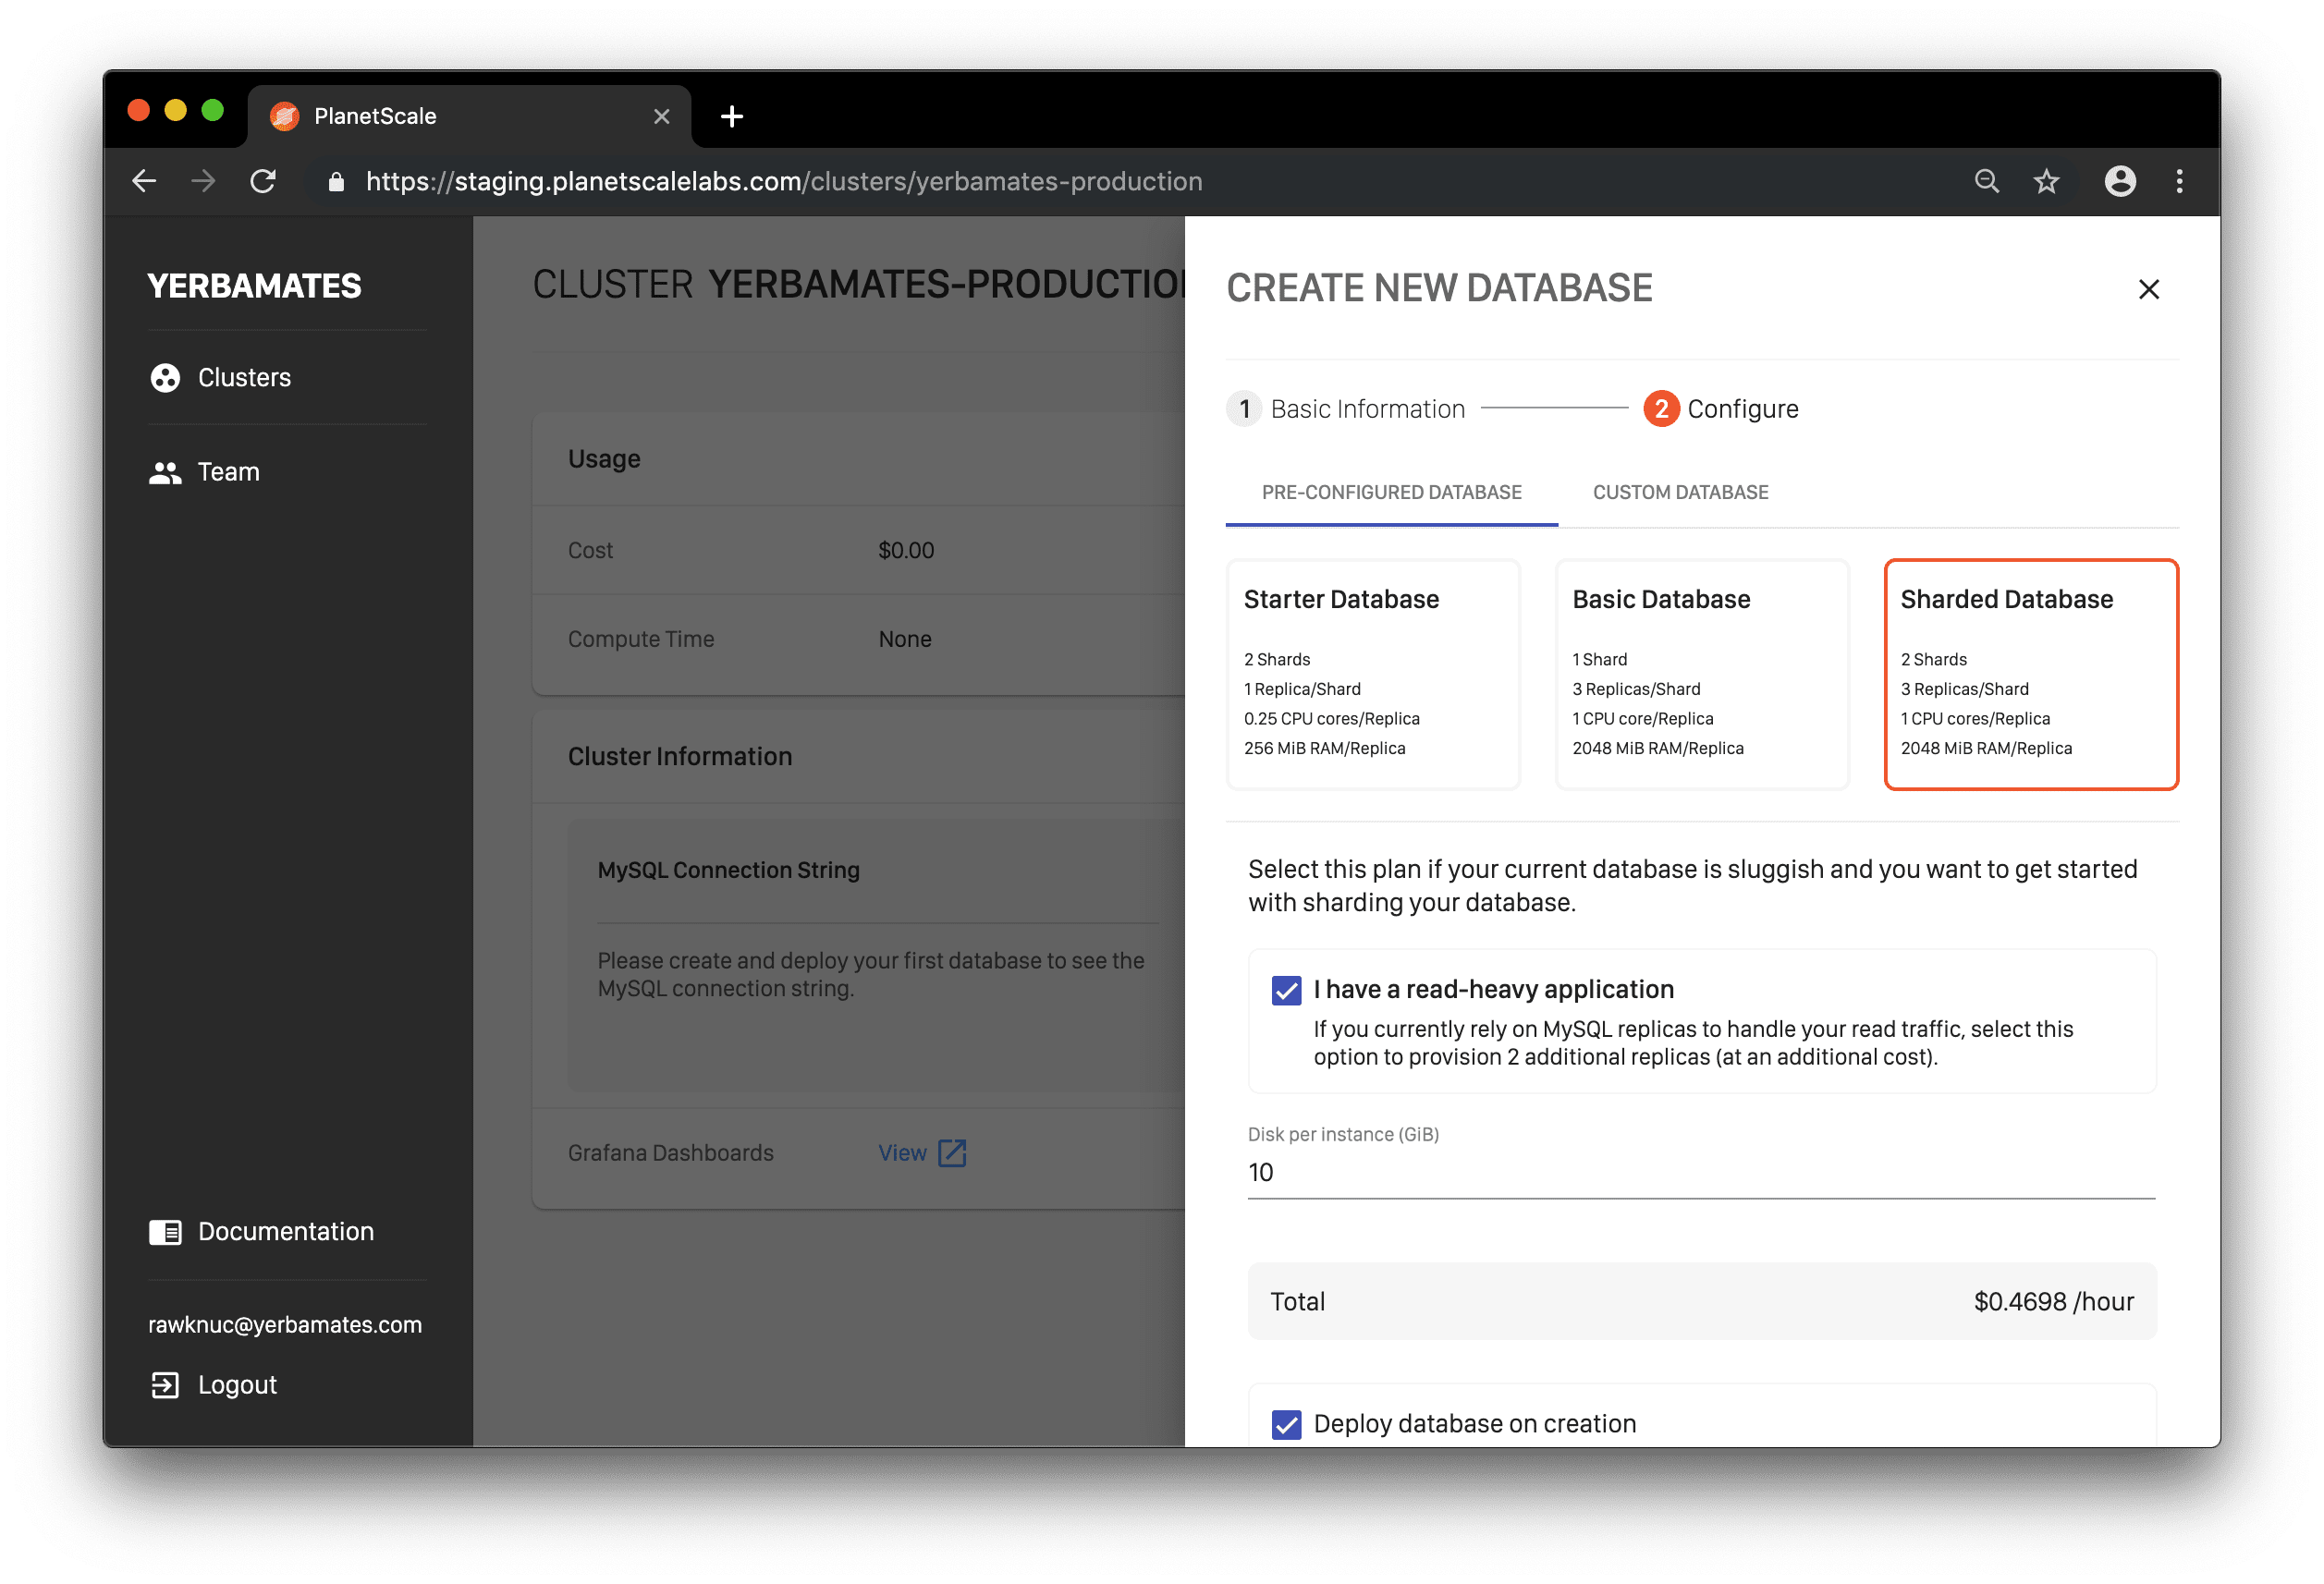 PlanetScale
https://staging.planetscalelabs.com/clusters/yerbamates-production
YERBAMATES
Clusters
Team
Documentation
rawknuc@yerbamates.com
Logout
CLUSTER YERBAMATES-PRODUCTION
Usage
Cost $0.00
Compute Time None
Cluster Information
MySQL Connection String
Please create and deploy your first database to see the
MySQL connection string.
Grafana Dashboards View
CREATE NEW DATABASE
1 Basic Information 2 Configure
PRE-CONFIGURED DATABASE CUSTOM DATABASE
Starter Database
2 Shards
1 Replica/Shard
0.25 CPU cores/Replica
256 MiB RAM/Replica
Basic Database
1 Shard
3 Replicas/Shard
1 CPU core/Replica
2048 MiB RAM/Replica
Sharded Database
2 Shards
3 Replicas/Shard
1 CPU cores/Replica
2048 MiB RAM/Replica
Select this plan if your current database is sluggish and you want to get started
with sharding your database.
I have a read-heavy application
If you currently rely on MySQL replicas to handle your read traffic, select this
option to provision 2 additional replicas (at an additional cost).
Disk per instance (GiB)
10
Total $0.4698 /hour
Deploy database on creation